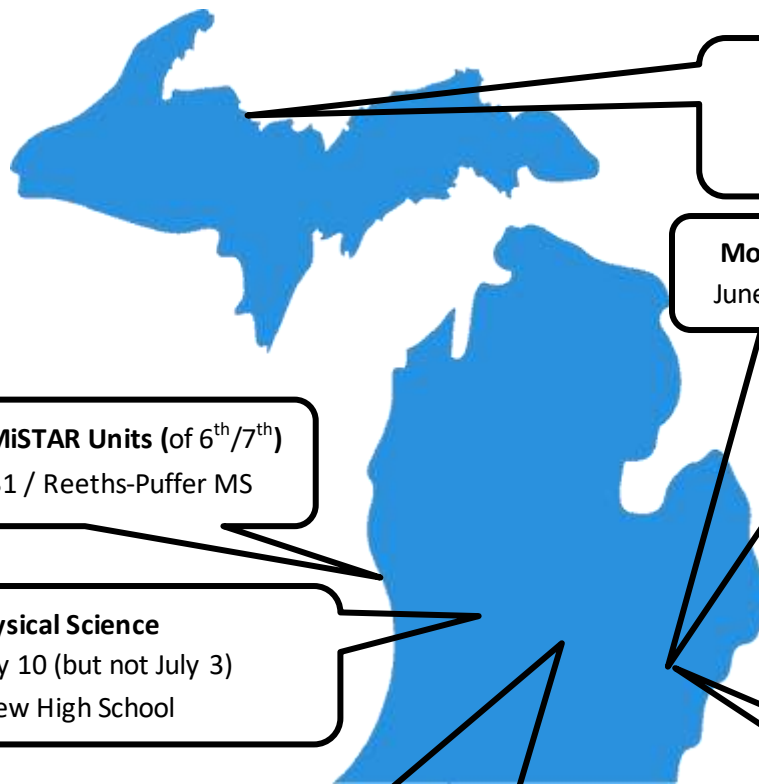 Mo
June
MiSTAR Units (of 6th/7th)
1 / Reeths-Puffer MS
ysical Science
y 10 (but not July 3)
ew High School